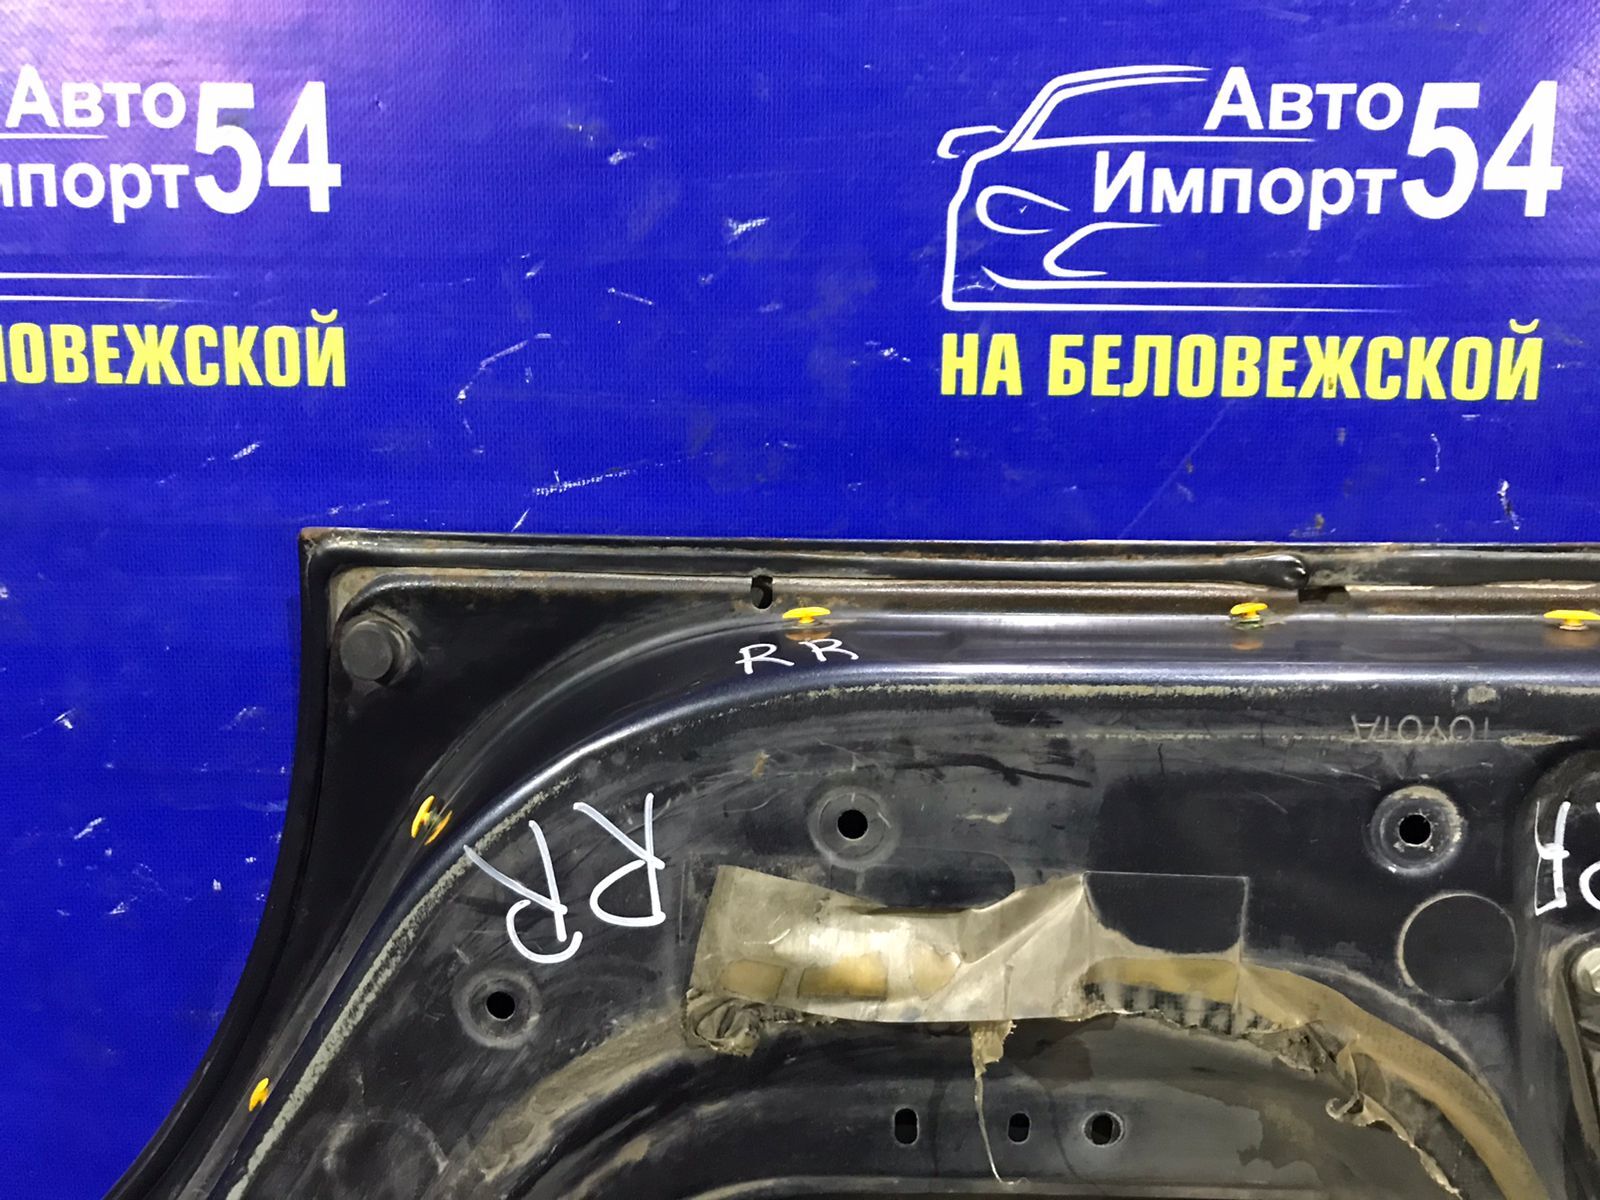 Авто
импорт54
ЛОВЕЖСКОЙ
Авто
Импорт54
НА БЕЛОВЕЖСКОЙ
RR
TOYOTA
RR